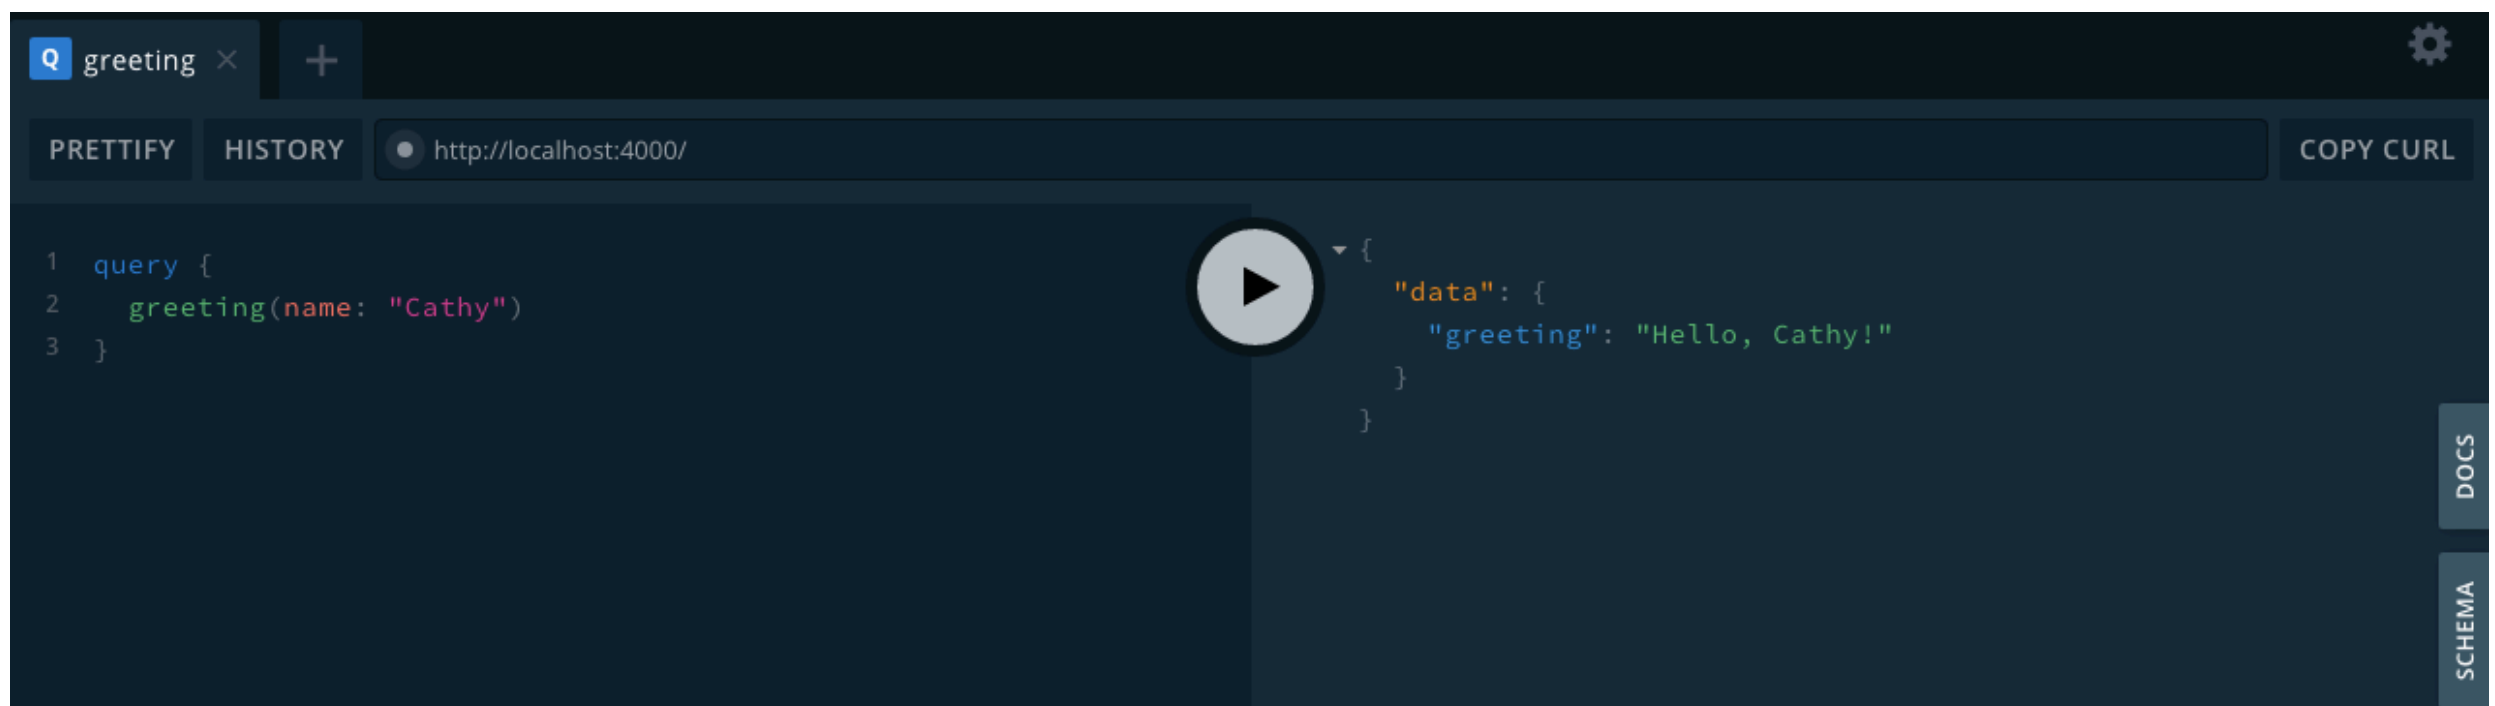 Q greeting × +
PRETTIFY HISTORY http://localhost:4000/ COPY CURL
1 query {
2 greeting(name: "Cathy")
3 }
{
"data": {
"greeting": "Hello, Cathy!"
}
}
DOCS
SCHEMA